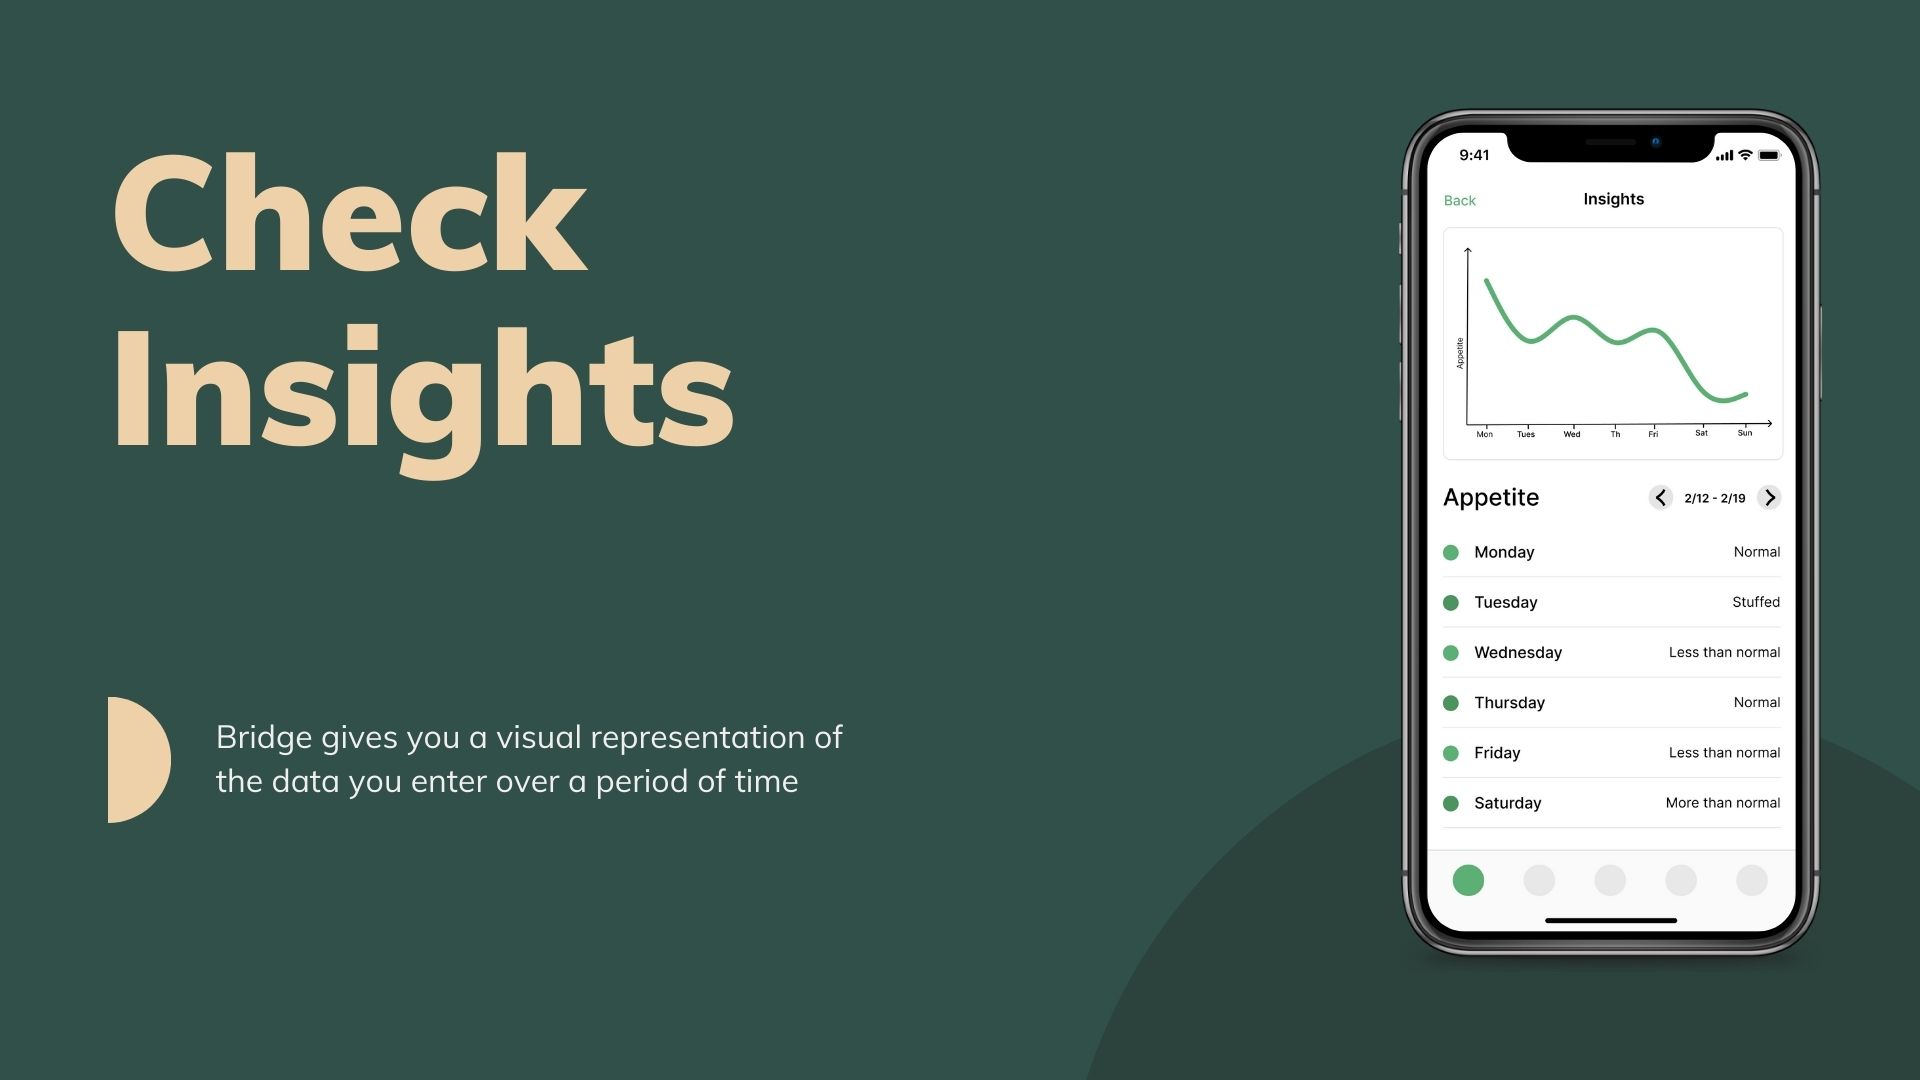 Check
Insights
Bridge gives you a visual representation of
the data you enter over a period of time
9:41
Back
Insights
Appetite
Mon Tues Wed Th Fri Sat Sun
Appetite
2/12 - 2/19
Monday Normal
Tuesday Stuffed
Wednesday Less than normal
Thursday Normal
Friday Less than normal
Saturday More than normal